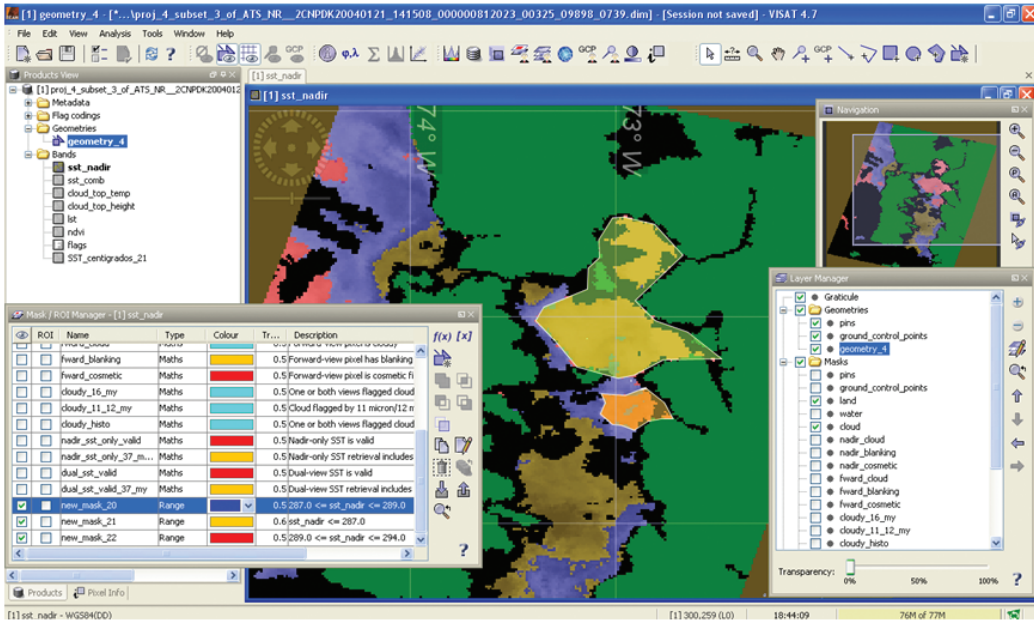 [1] geometry_4 - [*...\proj_4_subset_3_of_ATS_NR__2CNPDK20040121_141508_000000812023_00325_09898_0739.dim] - [Session not saved] - VISAT 4.7
File Edit View Analysis Tools Window Help
GCP φ,λ Σ GCP GCP
Products View
[1] proj_4_subset_3_of_ATS_NR__2CNPDK2004012
Metadata
Flag codings
Geometries
geometry_4
Bands
sst_nadir
sst_comb
cloud_top_temp
cloud_top_height
lst
ndvi
flags
SST_centigrados_21
[1] sst_nadir
[1] sst_nadir
74° W
73° W
Navigation
Layer Manager
Graticule
Geometries
pins
ground_control_points
geometry_4
Masks
pins
ground_control_points
land
water
cloud
nadir_cloud
nadir_blanking
nadir_cosmetic
fward_cloud
fward_blanking
fward_cosmetic
cloudy_16_my
cloudy_11_12_my
cloudy_histo
Transparency:
0% 50% 100%
?
Mask / ROI Manager - [1] sst_nadir
ROI Name Type Colour Tr... Description
f(x) [x]
fward_blanking Maths 0.5 Forward-view pixel has blanking
fward_cosmetic Maths 0.5 Forward-view pixel is cosmetic fi
cloudy_16_my Maths 0.5 One or both views flagged cloud
cloudy_11_12_my Maths 0.5 Cloud flagged by 11 micron/12 m
cloudy_histo Maths 0.5 One or both views flagged cloud
nadir_sst_only_valid Maths 0.5 Nadir-only SST is valid
nadir_sst_only_37_m... Maths 0.5 Nadir-only SST retrieval includes
dual_sst_valid Maths 0.5 Dual-view SST is valid
dual_sst_valid_37_my Maths 0.5 Dual-view SST retrieval includes
new_mask_20 Range 0.5 287.0 <= sst_nadir <= 289.0
new_mask_21 Range 0.6 sst_nadir <= 287.0
new_mask_22 Range 0.5 289.0 <= sst_nadir <= 294.0
?
Products Pixel Info
[1] sst_nadir - WGS84(DD) [1] 300,259 (L0) 18:44:09 76M of 77M